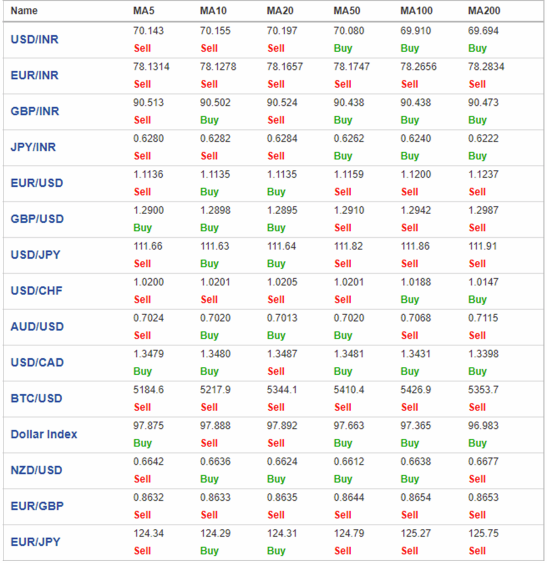 Name MA5 MA10 MA20 MA50 MA100 MA200
USD/INR 70.143 70.155 70.197 70.080 69.910 69.694
Sell Sell Sell Buy Buy Buy
EUR/INR 78.1314 78.1278 78.1657 78.1747 78.2656 78.2834
Sell Sell Sell Sell Sell Sell
GBP/INR 90.513 90.502 90.524 90.438 90.438 90.473
Sell Buy Sell Buy Buy Buy
JPY/INR 0.6280 0.6282 0.6284 0.6262 0.6240 0.6222
Sell Sell Sell Buy Buy Buy
EUR/USD 1.1136 1.1135 1.1135 1.1159 1.1200 1.1237
Sell Buy Buy Sell Sell Sell
GBP/USD 1.2900 1.2898 1.2895 1.2910 1.2942 1.2987
Buy Buy Buy Sell Sell Sell
USD/JPY 111.66 111.63 111.64 111.82 111.86 111.91
Sell Buy Buy Sell Sell Sell
USD/CHF 1.0200 1.0201 1.0205 1.0201 1.0188 1.0147
Sell Sell Sell Sell Buy Buy
AUD/USD 0.7024 0.7020 0.7013 0.7020 0.7068 0.7115
Sell Buy Buy Buy Sell Sell
USD/CAD 1.3479 1.3480 1.3487 1.3481 1.3431 1.3398
Buy Buy Sell Buy Buy Buy
BTC/USD 5184.6 5217.9 5344.1 5410.4 5426.9 5353.7
Sell Sell Sell Sell Sell Sell
Dollar Index 97.875 97.888 97.892 97.663 97.365 96.983
Buy Sell Sell Buy Buy Buy
NZD/USD 0.6642 0.6636 0.6624 0.6612 0.6638 0.6677
Sell Buy Buy Buy Buy Sell
EUR/GBP 0.8632 0.8633 0.8635 0.8644 0.8654 0.8653
Sell Sell Sell Sell Sell Sell
EUR/JPY 124.34 124.29 124.31 124.79 125.27 125.75
Sell Buy Buy Sell Sell Sell